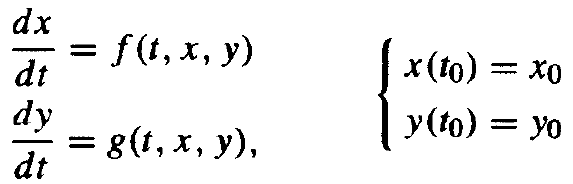 dx/dt = f(t, x, y)
dy/dt = g(t, x, y),
{ x(t₀) = x₀
y(t₀) = y₀